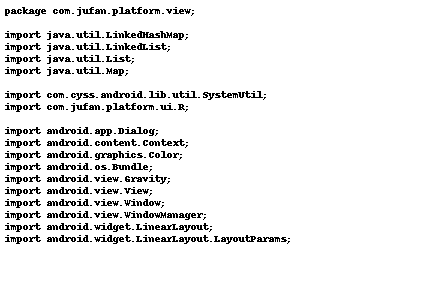 package com.jufan.platform.view;
import java.util.LinkedHashMap;
import java.util.LinkedList;
import java.util.List;
import java.util.Map;
import com.cyss.android.lib.util.SystemUtil;
import com.jufan.platform.ui.R;
import android.app.Dialog;
import android.content.Context;
import android.graphics.Color;
import android.os.Bundle;
import android.view.Gravity;
import android.view.View;
import android.view.Window;
import android.view.WindowManager;
import android.widget.LinearLayout;
import android.widget.LinearLayout.LayoutParams;